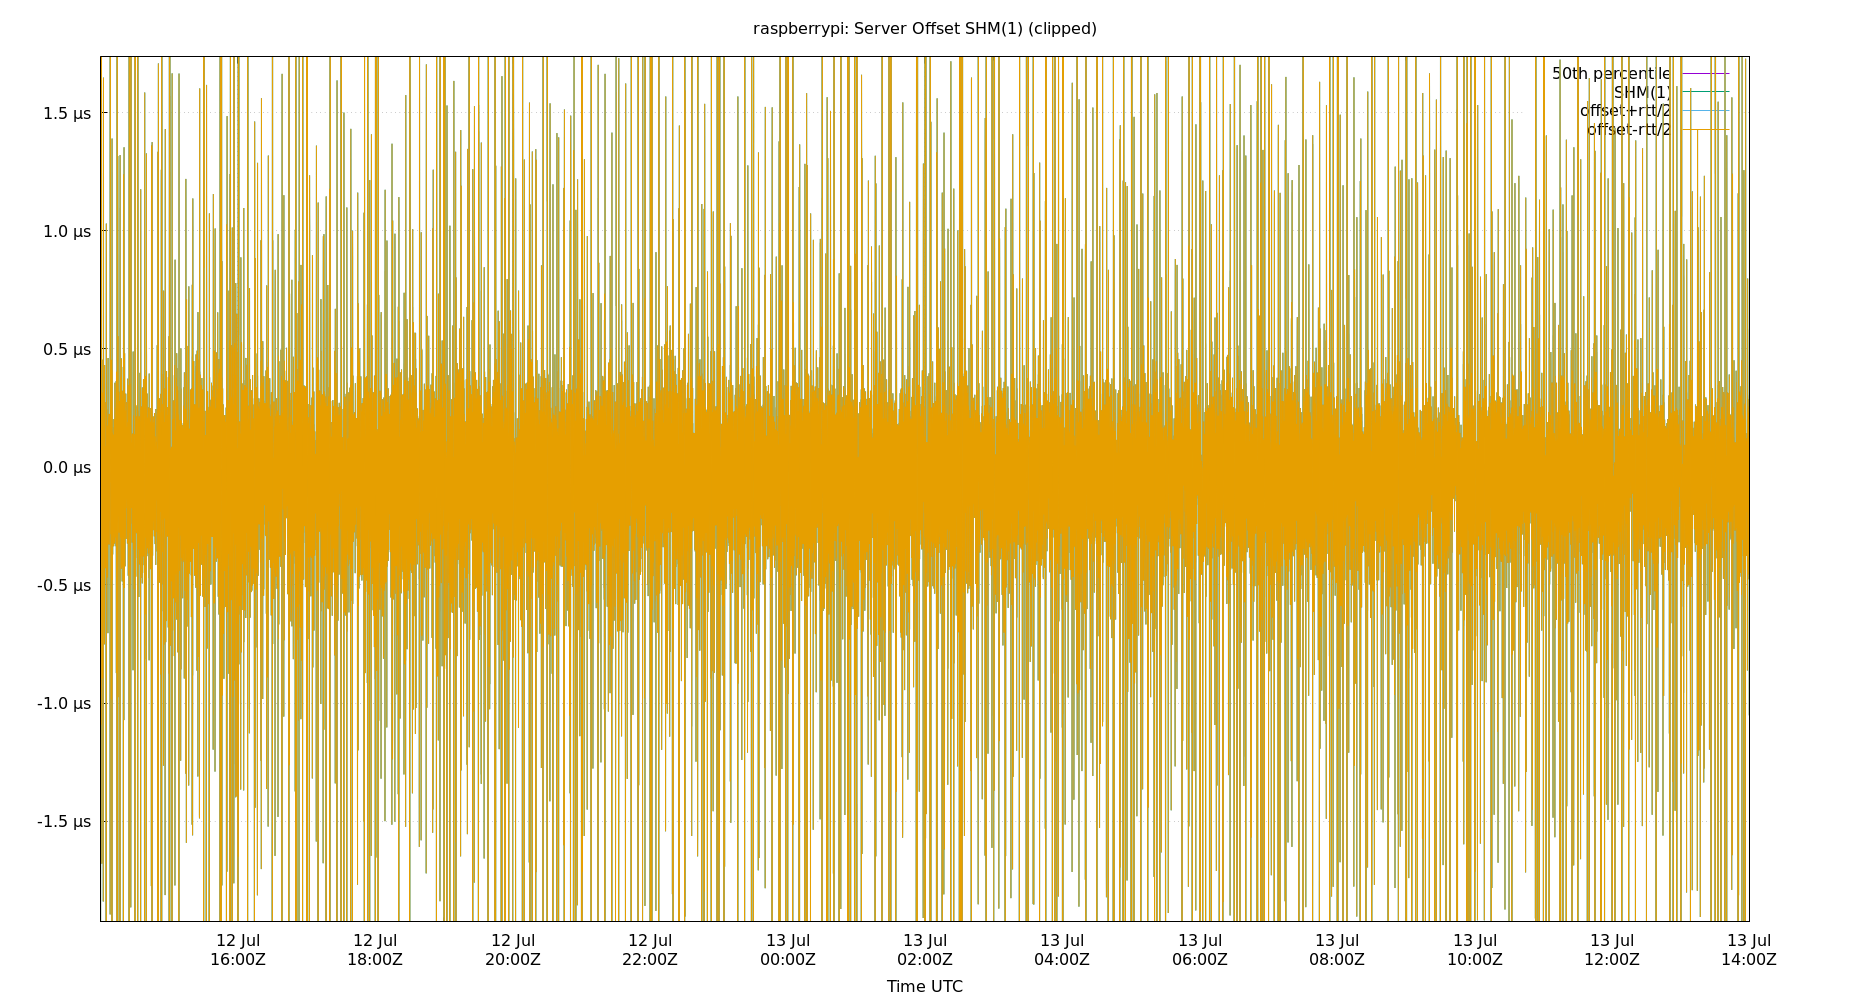 raspberrypi: Server Offset SHM(1) (clipped)
50th percentile
SHM(1)
offset+rtt/2
offset-rtt/2
1.5 µs
1.0 µs
0.5 µs
0.0 µs
-0.5 µs
-1.0 µs
-1.5 µs
12 Jul 12 Jul 12 Jul 12 Jul 13 Jul 13 Jul 13 Jul 13 Jul 13 Jul 13 Jul 13 Jul 13 Jul
16:00Z 18:00Z 20:00Z 22:00Z 00:00Z 02:00Z 04:00Z 06:00Z 08:00Z 10:00Z 12:00Z 14:00Z
Time UTC